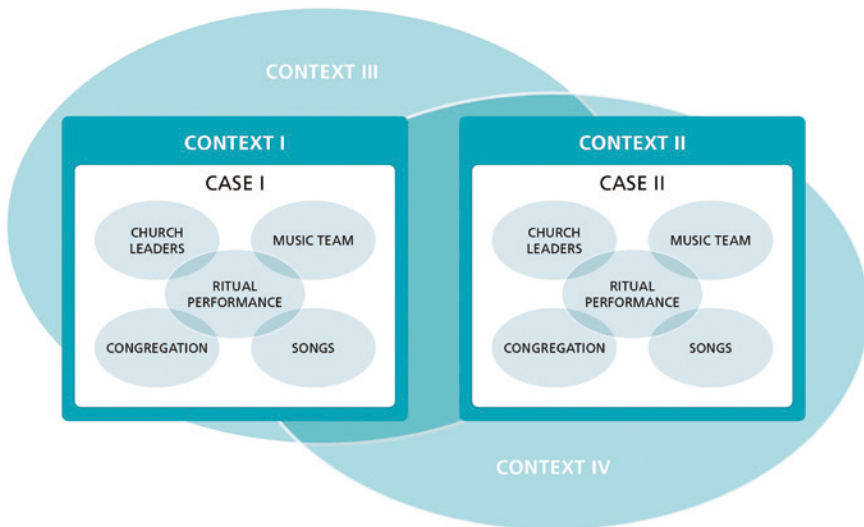 CONTEXT III
CONTEXT I
CONTEXT II
CASE I
CHURCH
LEADERS
MUSIC TEAM
RITUAL
PERFORMANCE
CONGREGATION
SONGS
CASE II
CHURCH
LEADERS
MUSIC TEAM
RITUAL
PERFORMANCE
CONGREGATION
SONGS
CONTEXT IV